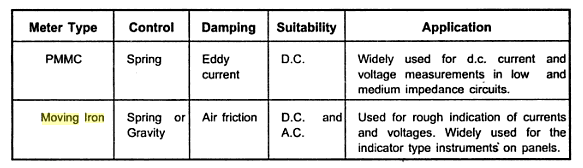 Meter Type Control Damping Suitability Application
PMMC Spring Eddy current D.C. Widely used for d.c. current and voltage measurements in low and medium impedance circuits.
Moving Iron Spring or Gravity Air friction D.C. and A.C. Used for rough indication of currents and voltages. Widely used for the indicator type instruments on panels.